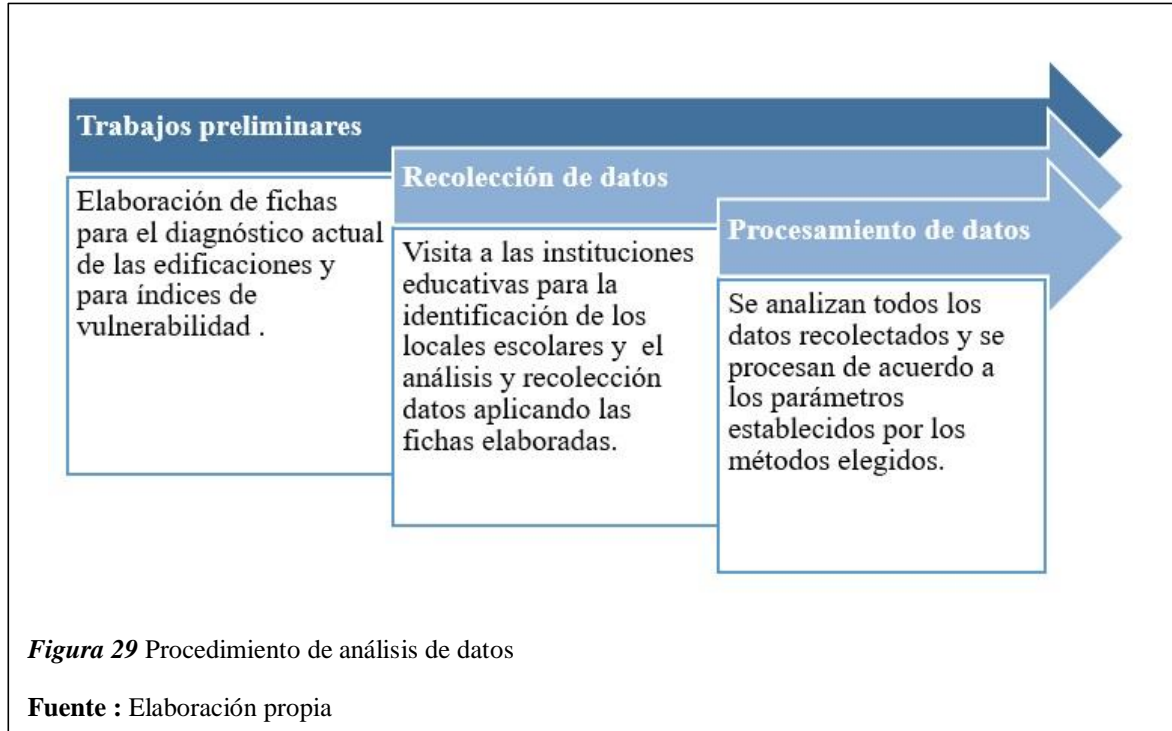 Trabajos preliminares
Elaboración de fichas
para el diagnóstico actual
de las edificaciones y
para índices de
vulnerabilidad .
Recolección de datos
Visita a las instituciones
educativas para la
identificación de los
locales escolares y el
análisis y recolección
datos aplicando las
fichas elaboradas.
Procesamiento de datos
Se analizan todos los
datos recolectados y se
procesan de acuerdo a
los parámetros
establecidos por los
métodos elegidos.
Figura 29 Procedimiento de análisis de datos
Fuente : Elaboración propia